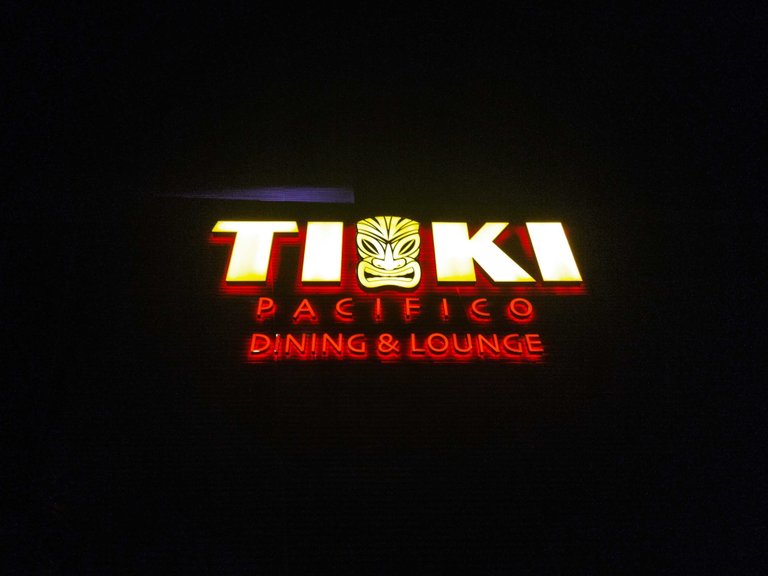 TIKI
PACIFICO
DINING & LOUNGE